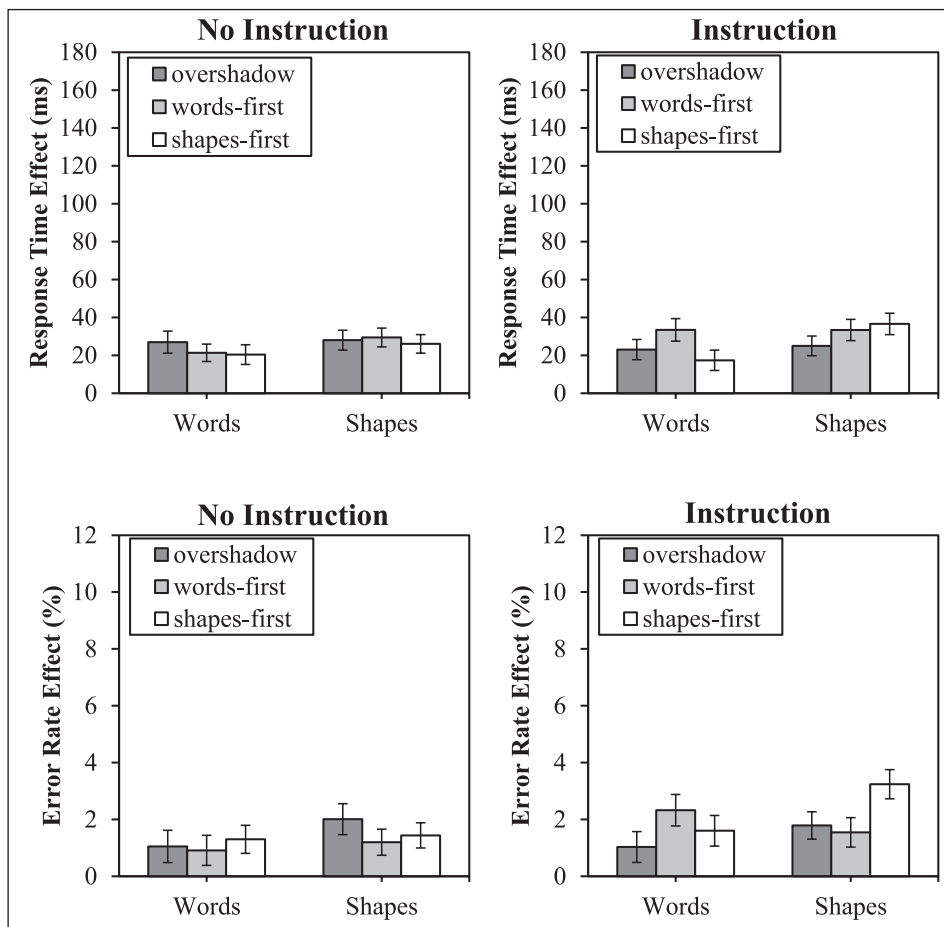 No Instruction
Response Time Effect (ms)
180
160
140
120
100
80
60
40
20
0
overshadow
words-first
shapes-first
Words
Shapes
Instruction
Response Time Effect (ms)
180
160
140
120
100
80
60
40
20
0
overshadow
words-first
shapes-first
Words
Shapes
No Instruction
Error Rate Effect (%)
12
10
8
6
4
2
0
overshadow
words-first
shapes-first
Words
Shapes
Instruction
Error Rate Effect (%)
12
10
8
6
4
2
0
overshadow
words-first
shapes-first
Words
Shapes